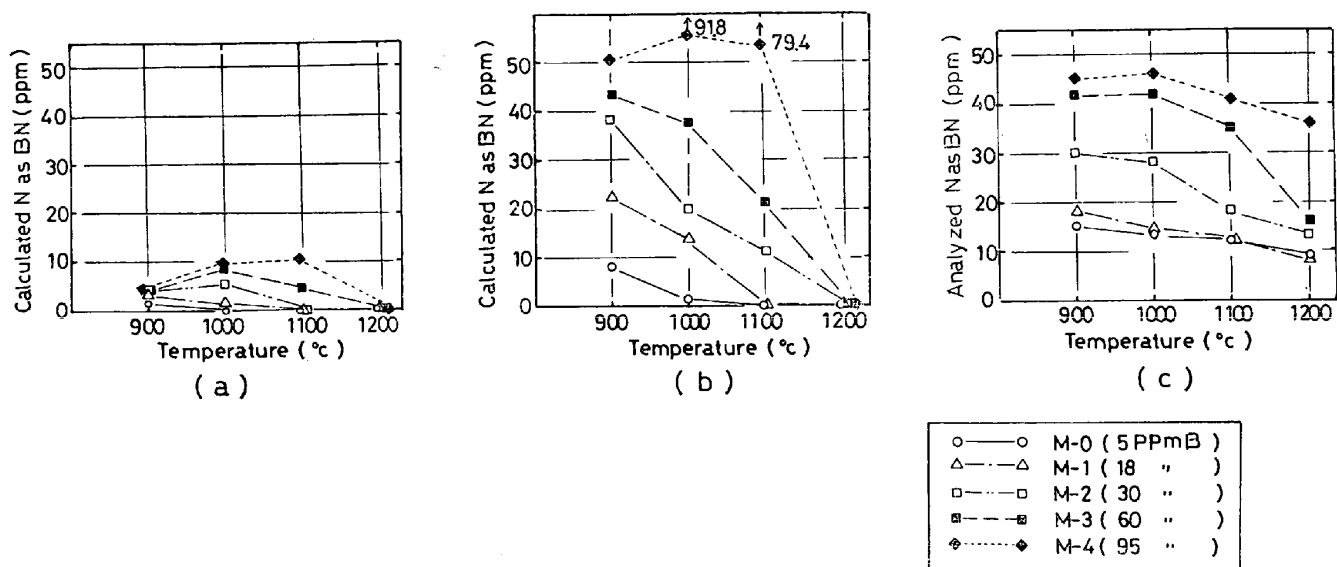 Calculated N as BN (ppm)
50
40
30
20
10
0
900 1000 1100 1200
Temperature (°c)
(a)
Calculated N as BN (ppm)
918
79.4
50
40
30
20
10
0
900 1000 1100 1200
Temperature (°c)
(b)
Analyzed NasBN (ppm)
50
40
30
20
10
0
900 1000 1100 1200
Temperature (°c)
(c)
M-0 ( 5 PPmB )
M-1 ( 18 " )
M-2 ( 30 " )
M-3 ( 60 " )
M-4 ( 95 " )